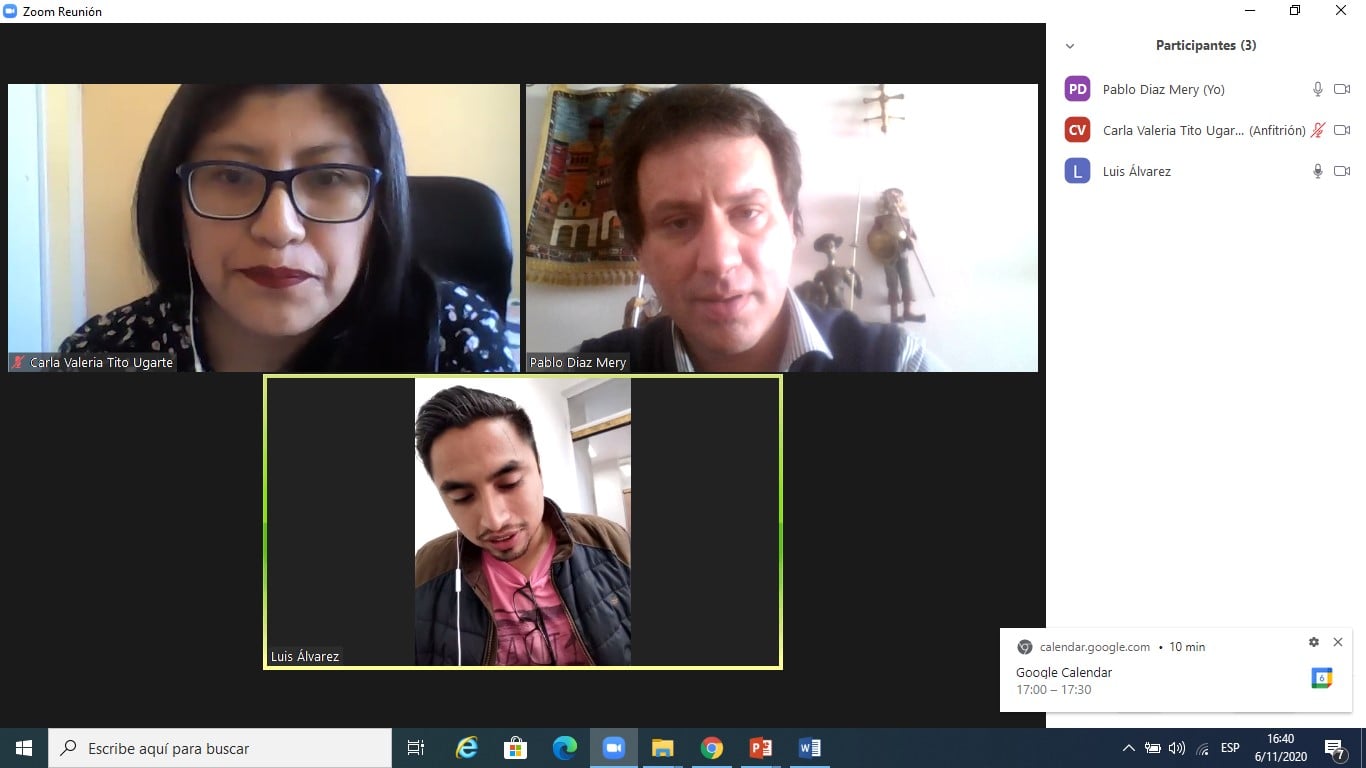 Zoom Reunión
Participantes (3)
PD Pablo Diaz Mery (Yo)
CV Carla Valeria Tito Ugar... (Anfitrión)
L Luis Álvarez
Carla Valeria Tito Ugarte
Pablo Diaz Mery
Luis Álvarez
calendar.google.com • 10 min
Google Calendar
17:00 – 17:30
6
Escribe aquí para buscar
ESP
16:40
6/11/2020
7